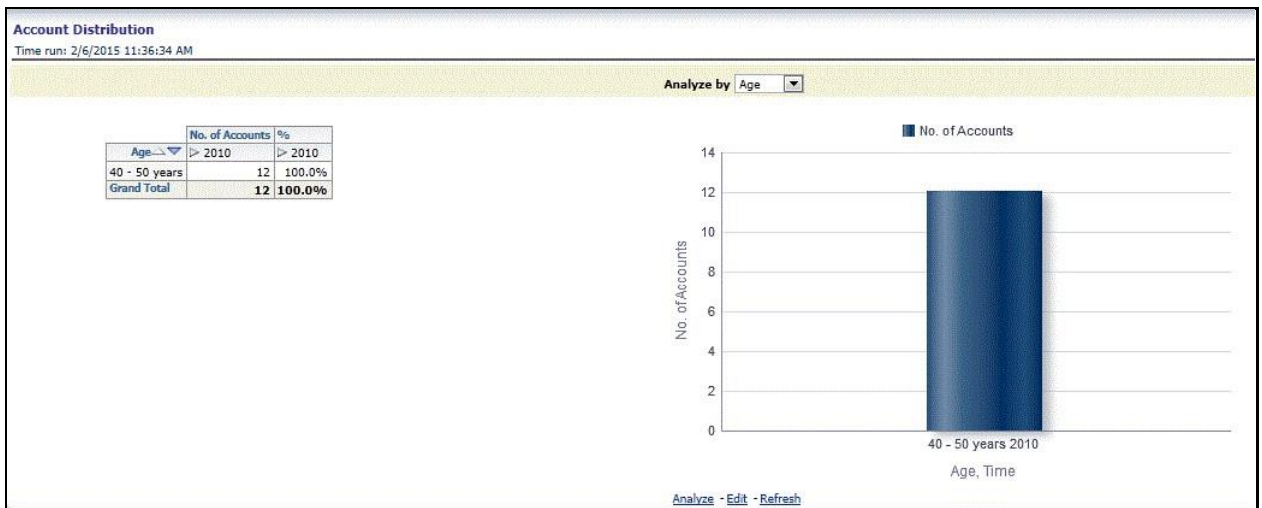 Account Distribution
Time run: 2/6/2015 11:36:34 AM
Analyze by Age
No. of Accounts %
Age 2010 2010
40 - 50 years 12 100.0%
Grand Total 12 100.0%
No. of Accounts
14
12
10
8
6
4
2
0
No. of Accounts
40 - 50 years 2010
Age, Time
Analyze - Edit - Refresh